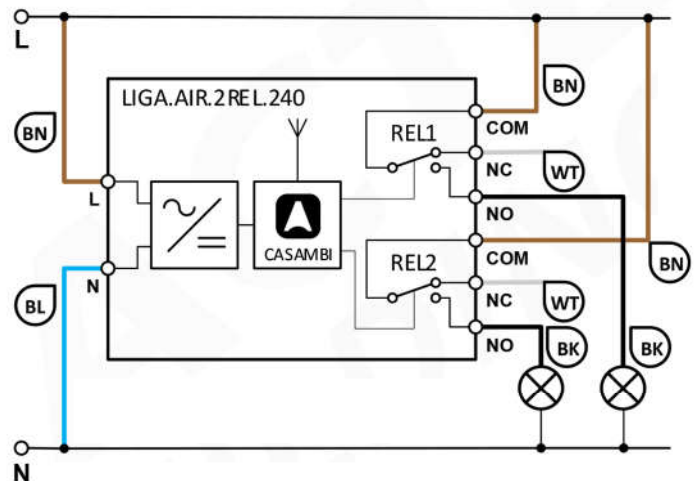 L
BN
LIGA.AIR.2REL.240
BN
REL1
COM
NC
WT
NO
L
CASAMBI
REL2
COM
BN
N
NC
WT
BL
NO
BK
BK
N